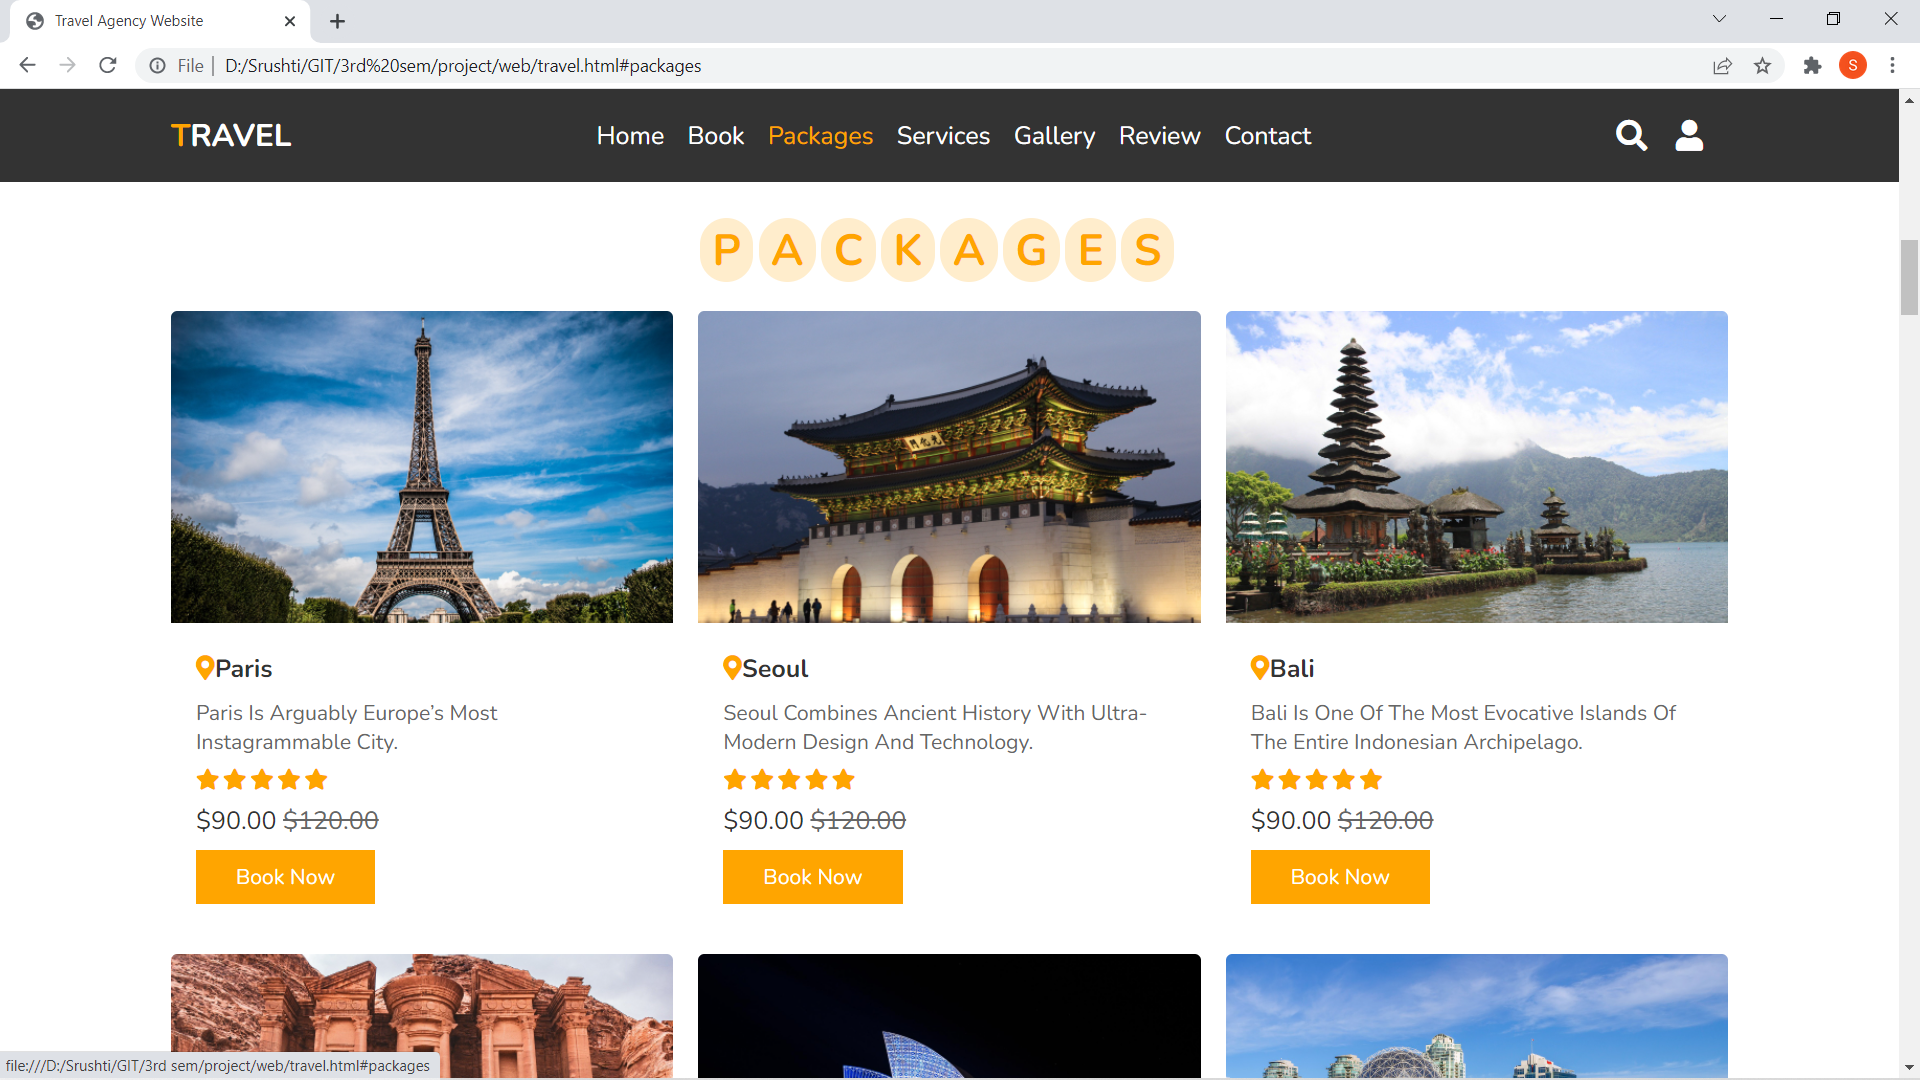 Travel Agency Website
File | D:/Srushti/GIT/3rd%20sem/project/web/travel.html#packages
S
TRAVEL
Home Book Packages Services Gallery Review Contact
PACKAGES
Paris
Paris Is Arguably Europe’s Most
Instagrammable City.
$90.00 $120.00
Book Now
Seoul
Seoul Combines Ancient History With Ultra-
Modern Design And Technology.
$90.00 $120.00
Book Now
Bali
Bali Is One Of The Most Evocative Islands Of
The Entire Indonesian Archipelago.
$90.00 $120.00
Book Now
file:///D:/Srushti/GIT/3rd sem/project/web/travel.html#packages